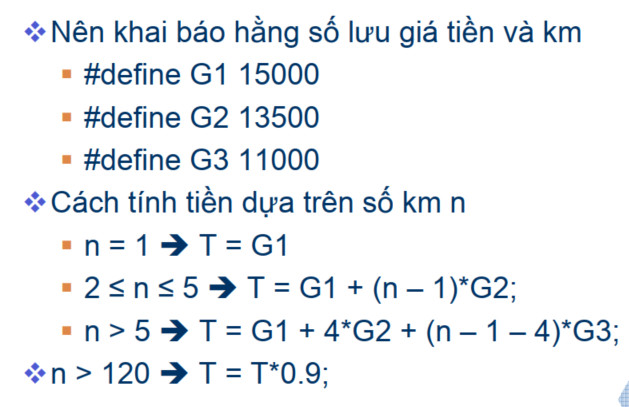 Nên khai báo hằng số lưu giá tiền và km
#define G1 15000
#define G2 13500
#define G3 11000
Cách tính tiền dựa trên số km n
n = 1 ➔ T = G1
2 ≤ n ≤ 5 ➔ T = G1 + (n – 1)*G2;
n > 5 ➔ T = G1 + 4*G2 + (n – 1 – 4)*G3;
n > 120 ➔ T = T*0.9;